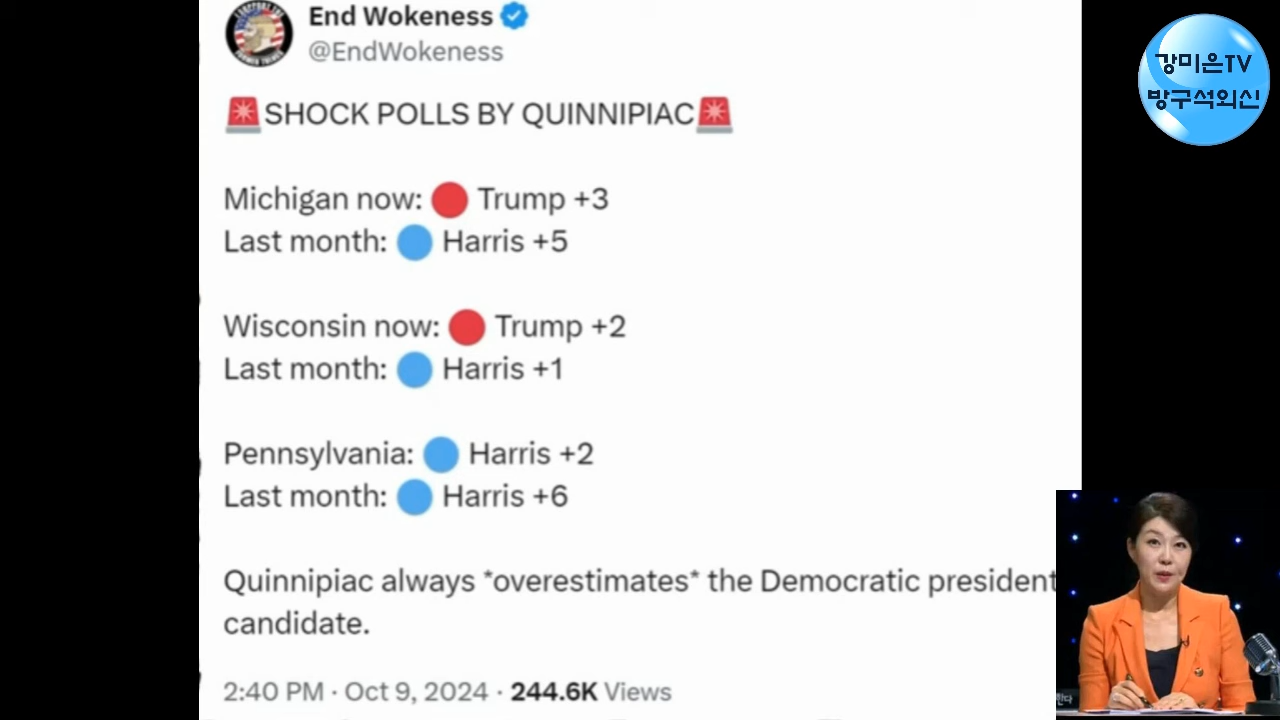 End Wokeness
@EndWokeness
🚨SHOCK POLLS BY QUINNIPIAC🚨
Michigan now: 🔴 Trump +3
Last month: 🔵 Harris +5
Wisconsin now: 🔴 Trump +2
Last month: 🔵 Harris +1
Pennsylvania: 🔵 Harris +2
Last month: 🔵 Harris +6
Quinnipiac always *overestimates* the Democratic president
candidate.
2:40 PM · Oct 9, 2024 · 244.6K Views
강미은TV
방구석외신